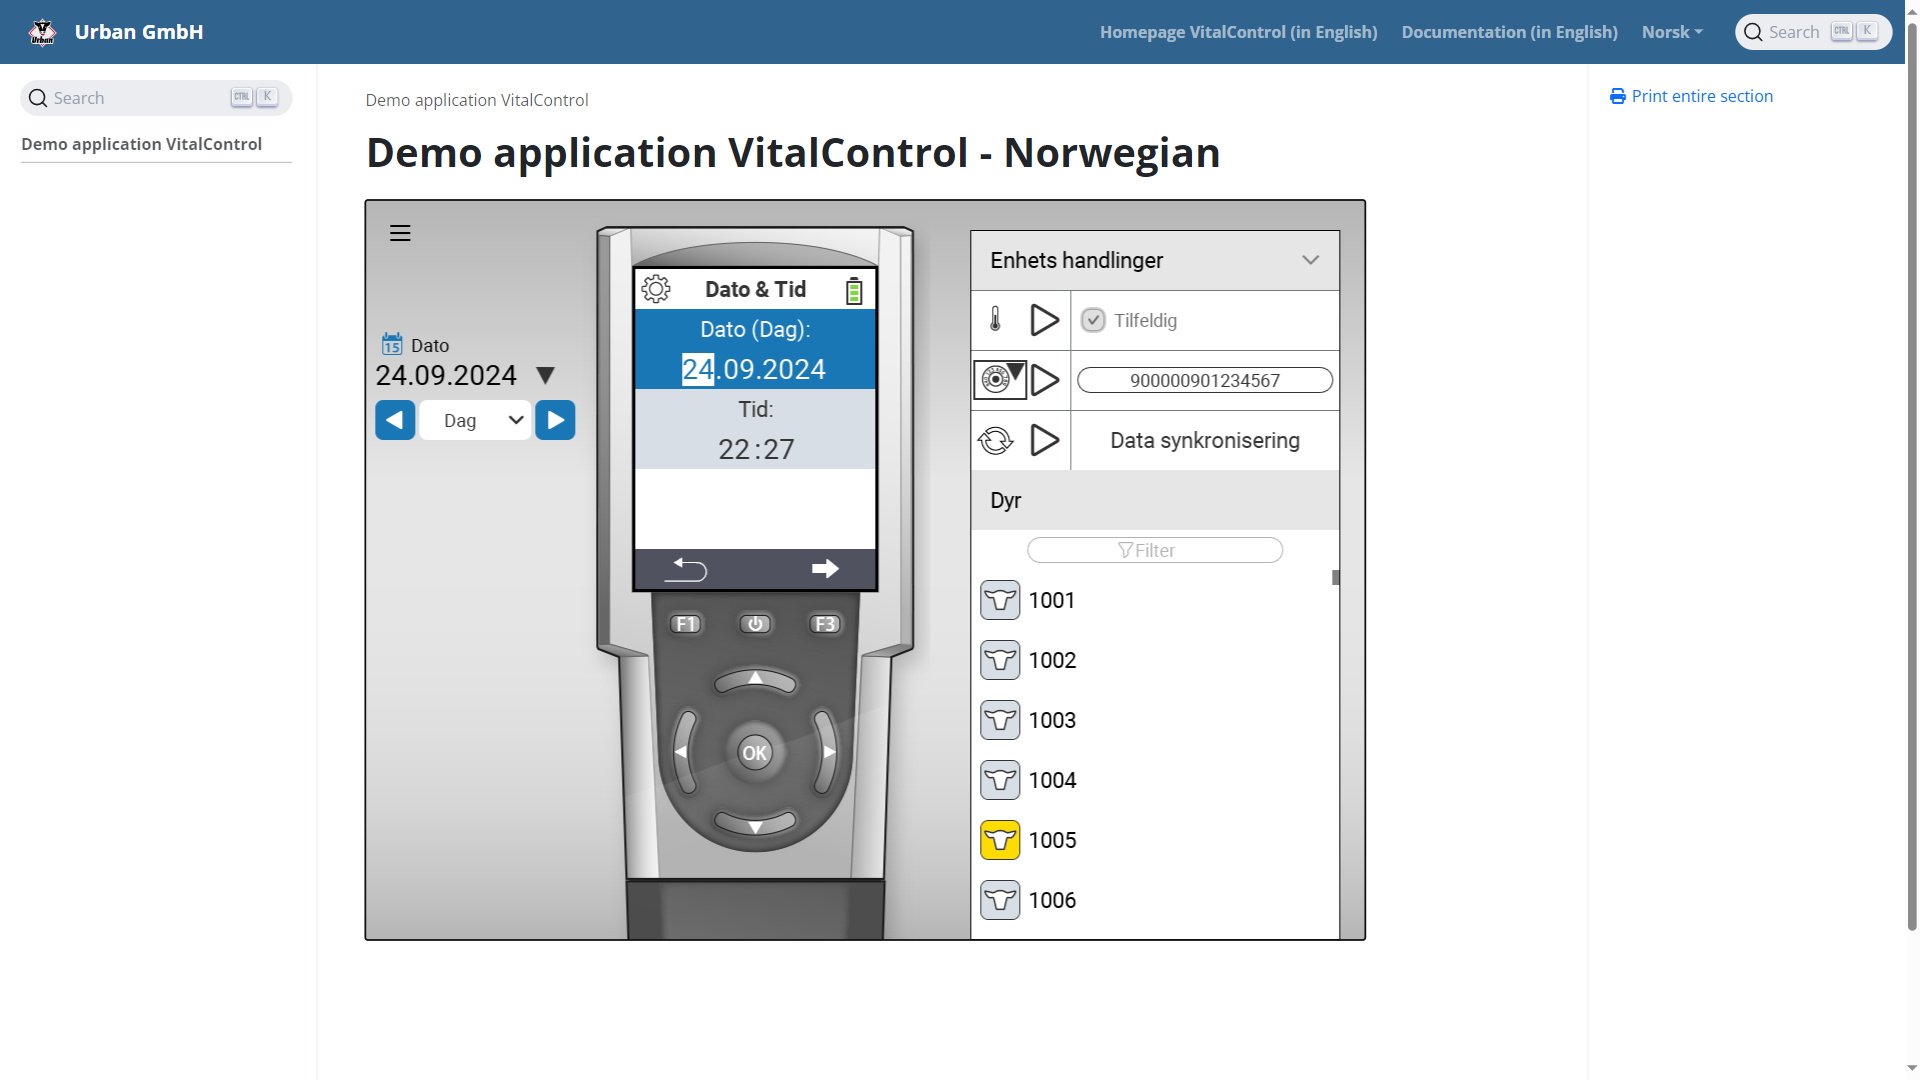 Urban GmbH
Homepage VitalControl (in English)
Documentation (in English)
Norsk
Search CTRL K
Search CTRL K
Demo application VitalControl
Demo application VitalControl
Demo application VitalControl - Norwegian
Print entire section
15 Dato
24.09.2024
Dag
Dato & Tid
Dato (Dag):
24.09.2024
Tid:
22:27
F1
F3
OK
Enhets handlinger
Tilfeldig
900000901234567
Data synkronisering
Dyr
Filter
1001
1002
1003
1004
1005
1006